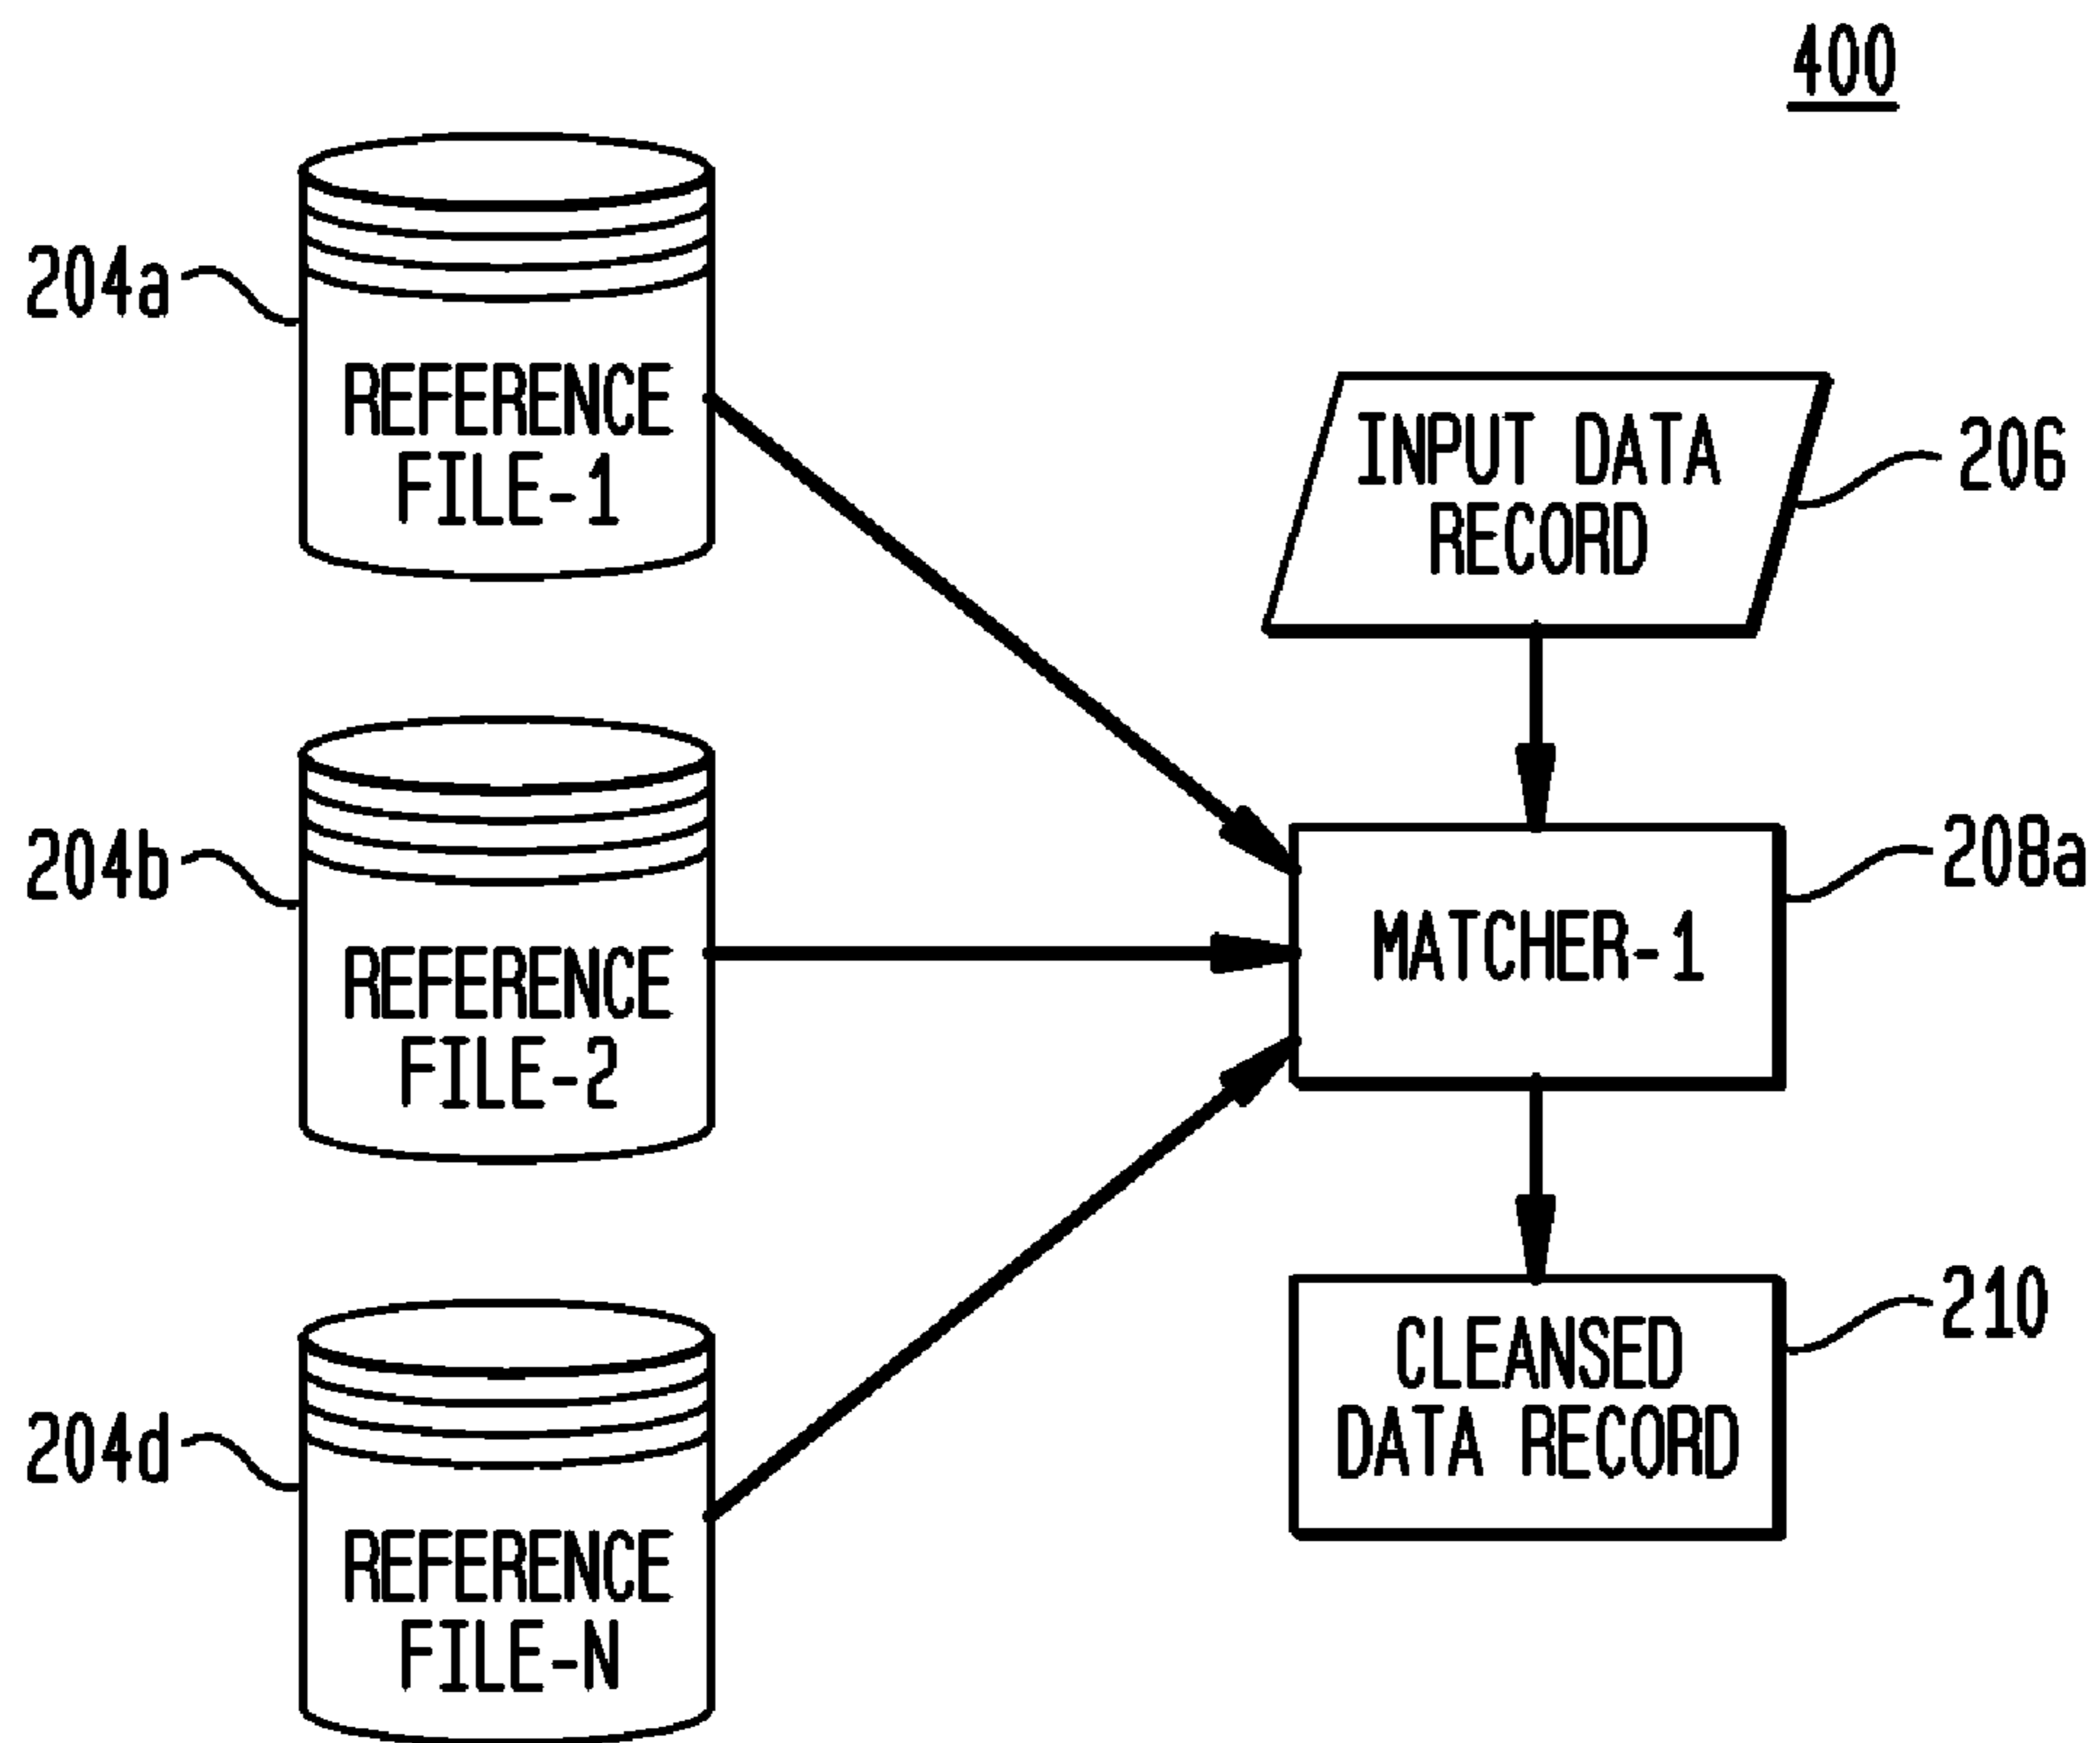 400
204a
REFERENCE
FILE-1
INPUT DATA
RECORD
206
204b
REFERENCE
FILE-2
208a
MATCHER-1
204d
REFERENCE
FILE-N
210
CLEANSED
DATA RECORD